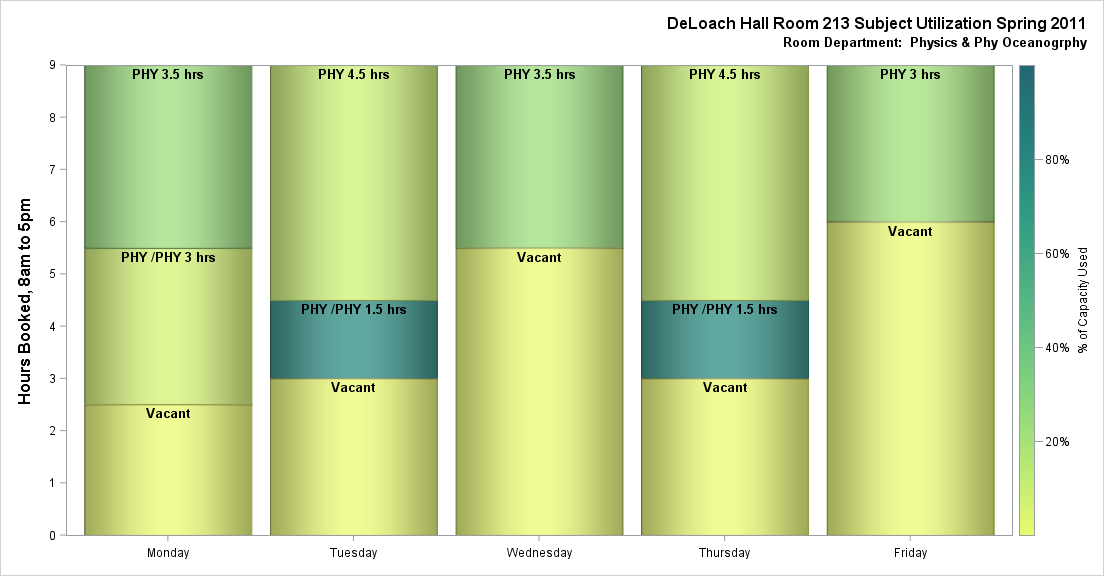 DeLoach Hall Room 213 Subject Utilization Spring 2011
Room Department:  Physics & Phy Oceanogrphy
Hours Booked, 8am to 5pm
9
8
7
6
5
4
3
2
1
0
PHY 3.5 hrs
PHY /PHY 3 hrs
Vacant
PHY 4.5 hrs
PHY /PHY 1.5 hrs
Vacant
PHY 3.5 hrs
Vacant
PHY 4.5 hrs
PHY /PHY 1.5 hrs
Vacant
PHY 3 hrs
Vacant
Monday
Tuesday
Wednesday
Thursday
Friday
80%
60%
40%
20%
% of Capacity Used